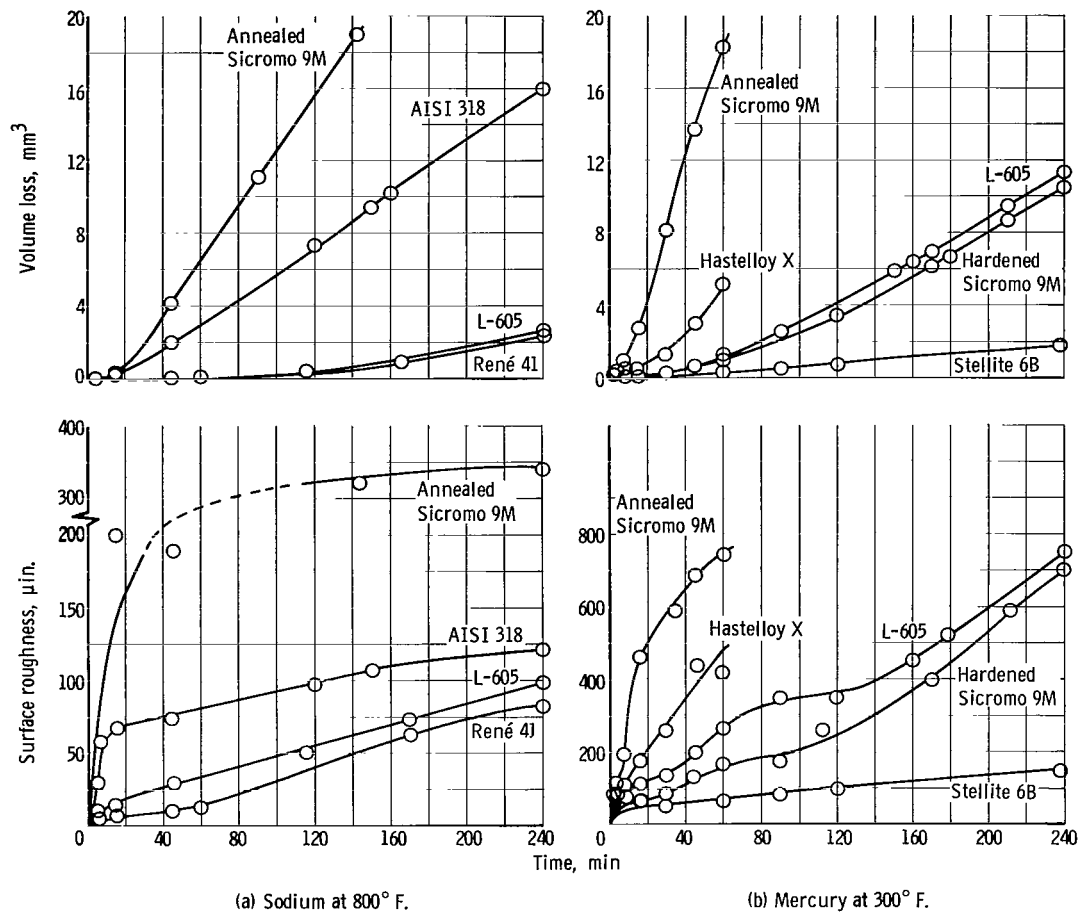 20
16
12
8
4
0
Volume loss, mm3
Annealed
Sicromo 9M
AISI 318
L-605
René 41
20
16
12
8
4
0
Annealed
Sicromo 9M
Hastelloy X
L-605
Hardened
Sicromo 9M
Stellite 6B
400
300
200
150
100
50
Surface roughness, μin.
Annealed
Sicromo 9M
AISI 318
L-605
René 41
0 20 40 80 120 160 200 240
800
600
400
200
Annealed
Sicromo 9M
Hastelloy X
L-605
Hardened
Sicromo 9M
Stellite 6B
0 40 80 120 160 200 240
Time, min
(a) Sodium at 800° F.
(b) Mercury at 300° F.